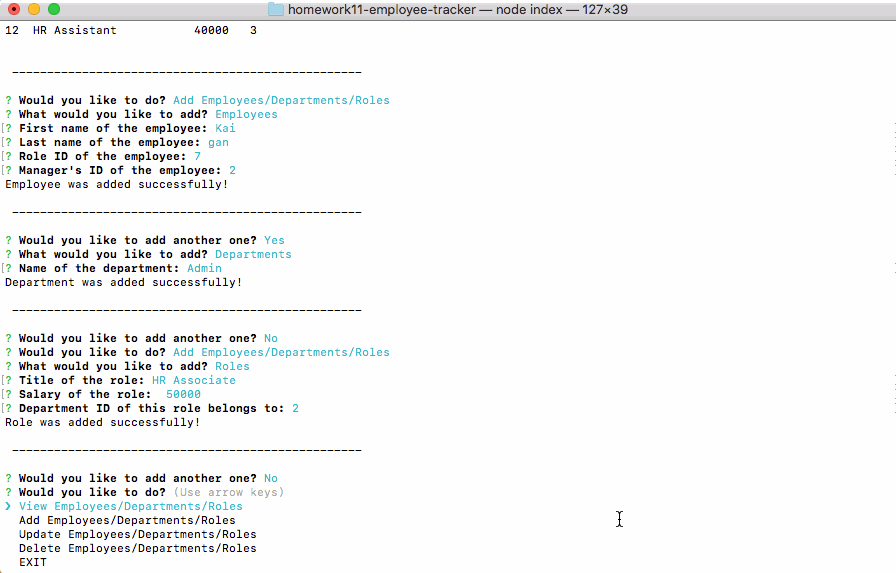 homework11-employee-tracker — node index — 127×39
12  HR Assistant           40000   3
--------------------------------------------------
? Would you like to do? Add Employees/Departments/Roles
? What would you like to add? Employees
[? First name of the employee: Kai
[? Last name of the employee: gan
[? Role ID of the employee: 7
[? Manager's ID of the employee: 2
Employee was added successfully!
--------------------------------------------------
? Would you like to add another one? Yes
? What would you like to add? Departments
[? Name of the department: Admin
Department was added successfully!
--------------------------------------------------
? Would you like to add another one? No
? Would you like to do? Add Employees/Departments/Roles
? What would you like to add? Roles
[? Title of the role: HR Associate
[? Salary of the role:  50000
[? Department ID of this role belongs to: 2
Role was added successfully!
--------------------------------------------------
? Would you like to add another one? No
? Would you like to do? (Use arrow keys)
❯ View Employees/Departments/Roles
  Add Employees/Departments/Roles
  Update Employees/Departments/Roles
  Delete Employees/Departments/Roles
  EXIT